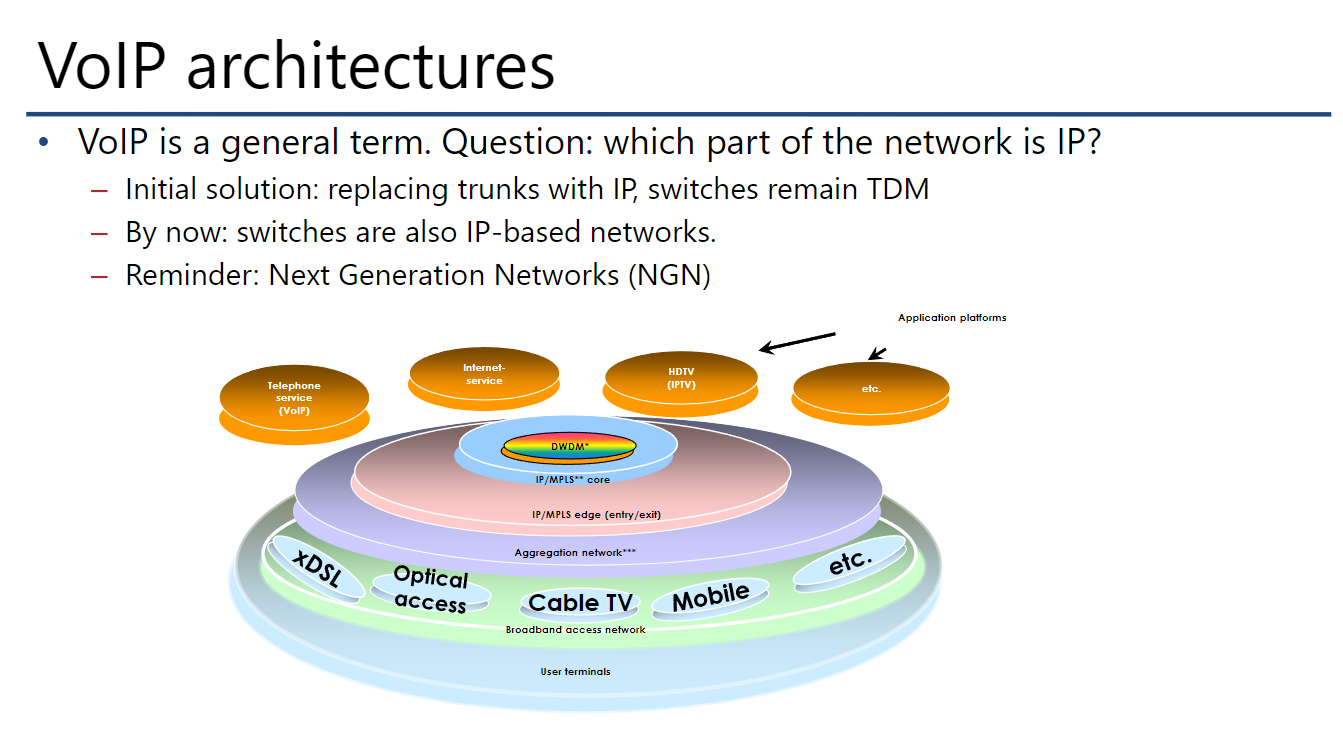 VoIP architectures
• VoIP is a general term. Question: which part of the network is IP?
– Initial solution: replacing trunks with IP, switches remain TDM
– By now: switches are also IP-based networks.
– Reminder: Next Generation Networks (NGN)
Application platforms
Telephone
service
(VoIP)
Internet-
service
HDTV
(IPTV)
etc.
DWDM*
IP/MPLS** core
IP/MPLS edge (entry/exit)
Aggregation network***
xDSL
Optical
access
Cable TV
Mobile
etc.
Broadband access network
User terminals